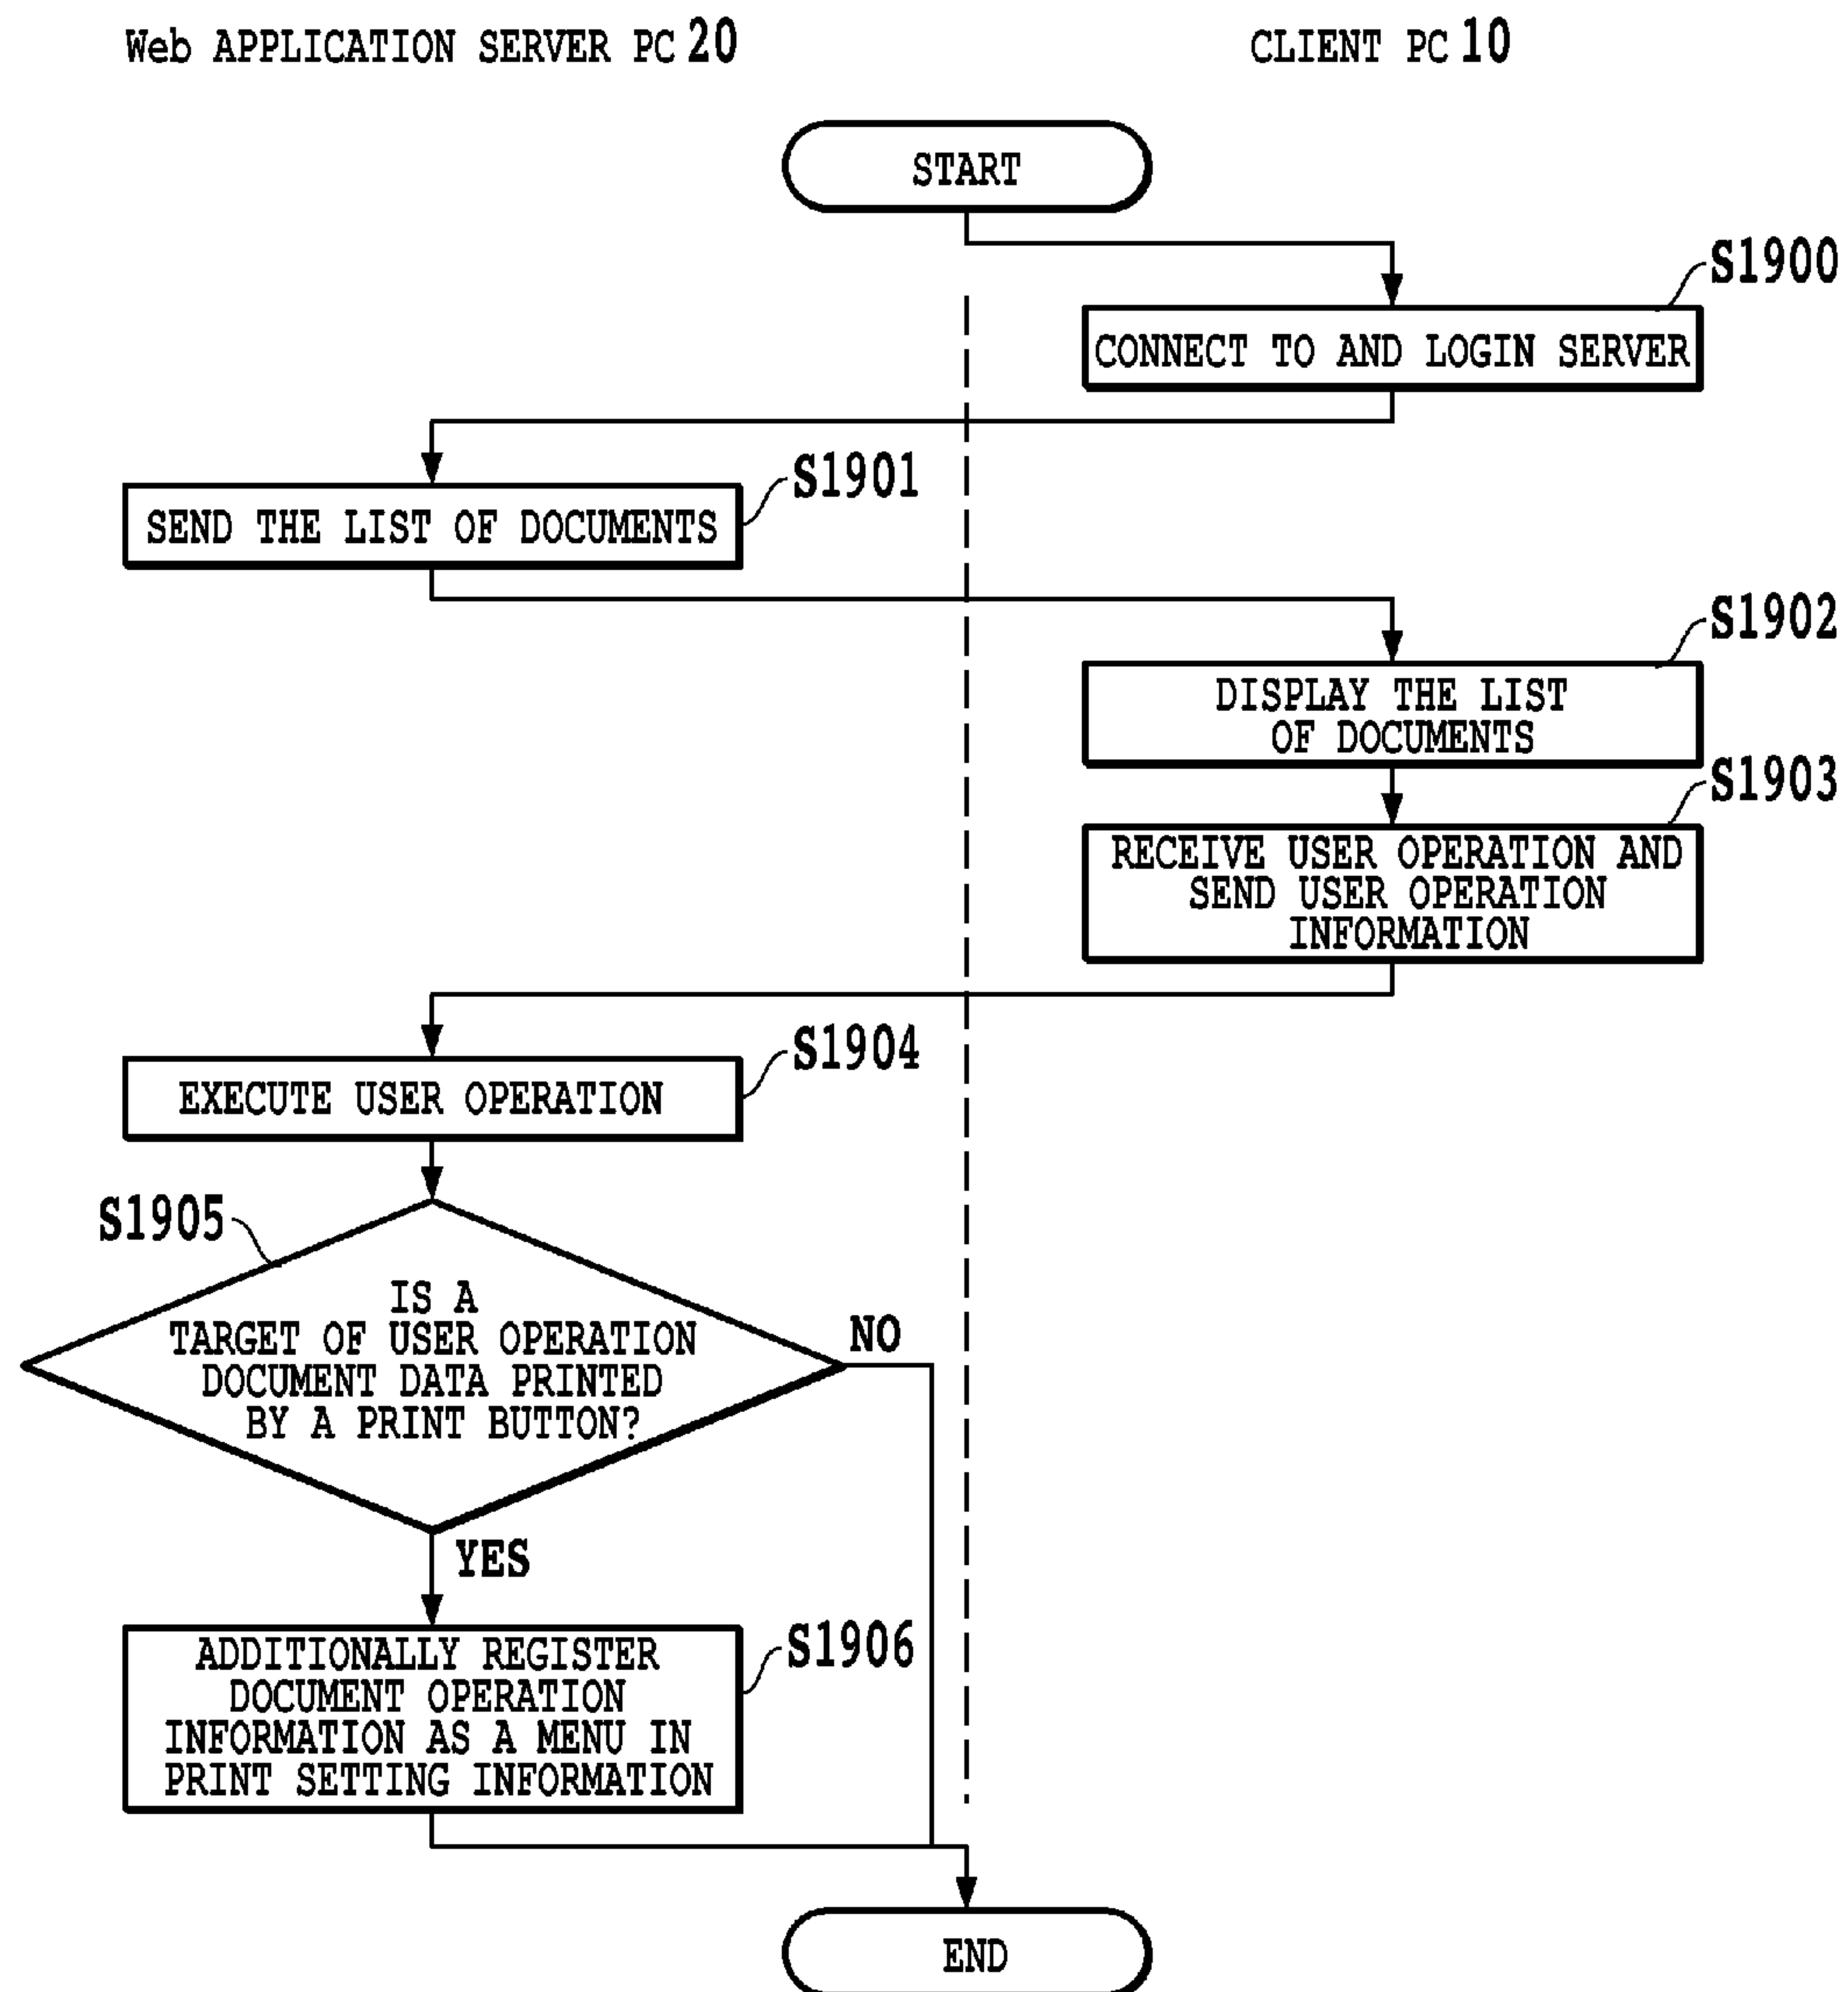 Web APPLICATION SERVER PC 20
CLIENT PC 10
START
S1900
CONNECT TO AND LOGIN SERVER
S1901
SEND THE LIST OF DOCUMENTS
S1902
DISPLAY THE LIST
OF DOCUMENTS
S1903
RECEIVE USER OPERATION AND
SEND USER OPERATION
INFORMATION
S1904
EXECUTE USER OPERATION
S1905
IS A
TARGET OF USER OPERATION
DOCUMENT DATA PRINTED
BY A PRINT BUTTON?
NO
YES
S1906
ADDITIONALLY REGISTER
DOCUMENT OPERATION
INFORMATION AS A MENU IN
PRINT SETTING INFORMATION
END